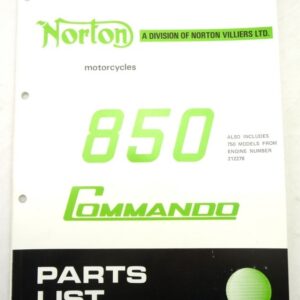 Norton
A DIVISION OF NORTON VILLIERS LTD.
motorcycles
850
ALSO INCLUDES
750 MODELS FROM
ENGINE NUMBER
212278
COMMANDO
PARTS
LIST